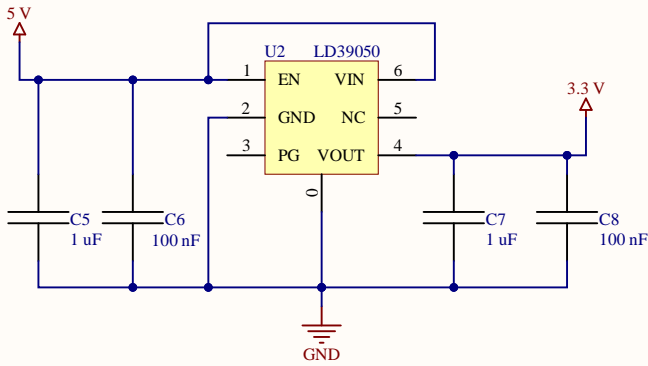 5 V
U2 LD39050
1 EN VIN 6
3.3 V
2 GND NC 5
3 PG VOUT 4
0
C5
1 uF
C6
100 nF
C7
1 uF
C8
100 nF
GND